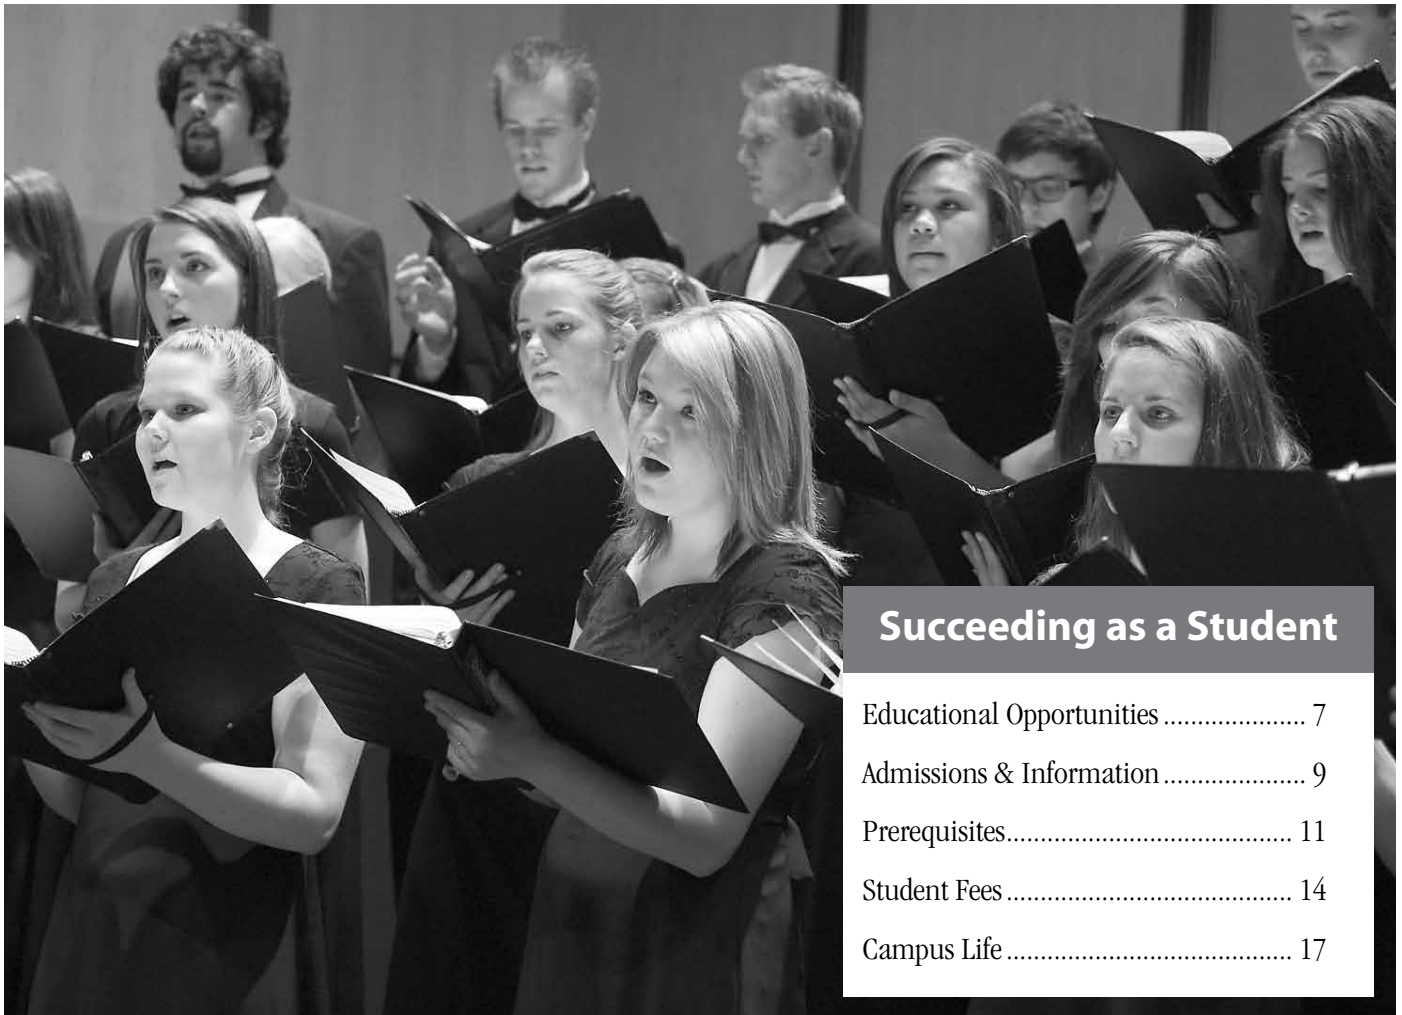 Succeeding as a Student
Educational Opportunities ..................... 7
Admissions & Information ..................... 9
Prerequisites.......................................... 11
Student Fees .......................................... 14
Campus Life .......................................... 17